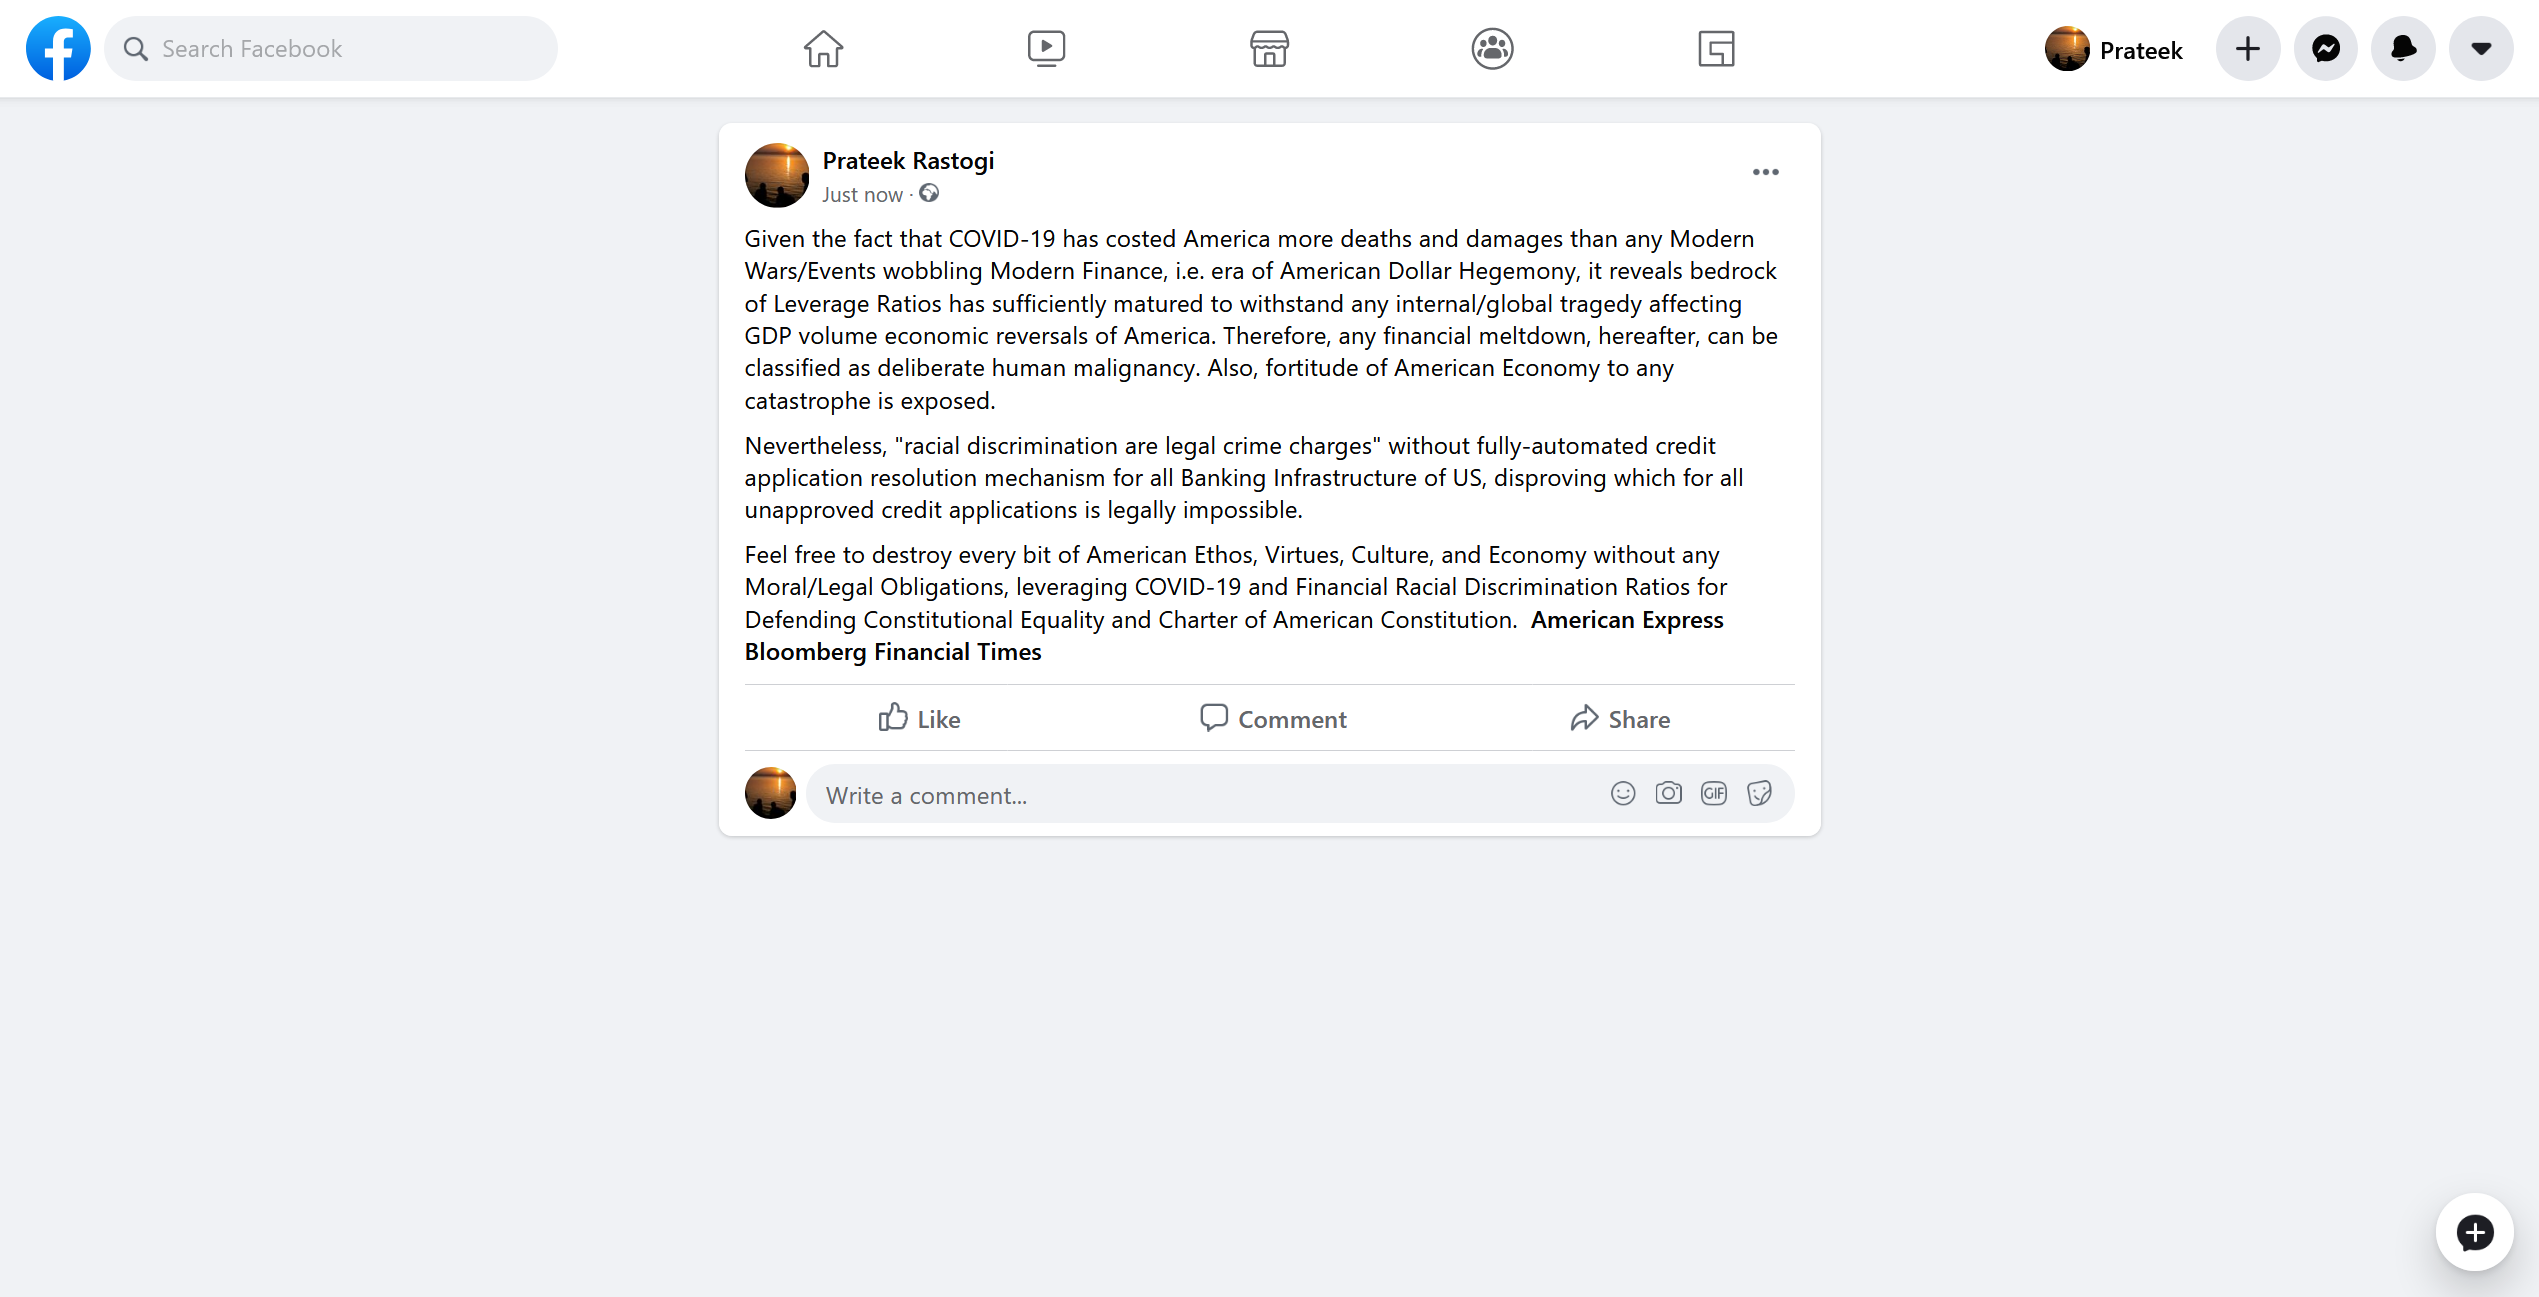 Search Facebook
Prateek
Prateek Rastogi
Just now ·
Given the fact that COVID-19 has costed America more deaths and damages than any Modern
Wars/Events wobbling Modern Finance, i.e. era of American Dollar Hegemony, it reveals bedrock
of Leverage Ratios has sufficiently matured to withstand any internal/global tragedy affecting
GDP volume economic reversals of America. Therefore, any financial meltdown, hereafter, can be
classified as deliberate human malignancy. Also, fortitude of American Economy to any
catastrophe is exposed.
Nevertheless, "racial discrimination are legal crime charges" without fully-automated credit
application resolution mechanism for all Banking Infrastructure of US, disproving which for all
unapproved credit applications is legally impossible.
Feel free to destroy every bit of American Ethos, Virtues, Culture, and Economy without any
Moral/Legal Obligations, leveraging COVID-19 and Financial Racial Discrimination Ratios for
Defending Constitutional Equality and Charter of American Constitution. American Express
Bloomberg Financial Times
Like Comment Share
Write a comment... GIF